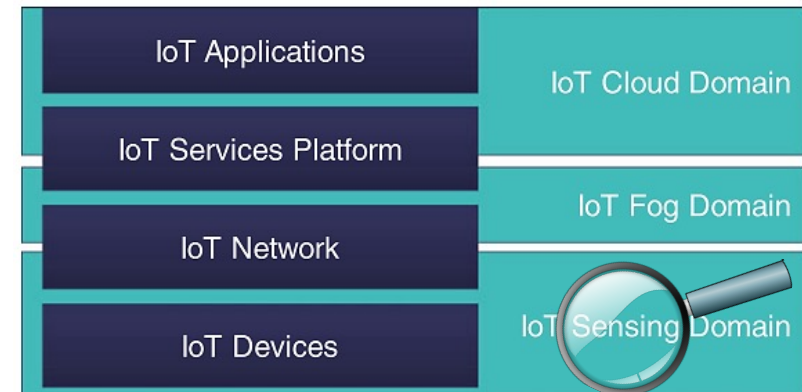 IoT Applications
IoT Cloud Domain
IoT Services Platform
IoT Fog Domain
IoT Network
IoT Sensing Domain
IoT Devices